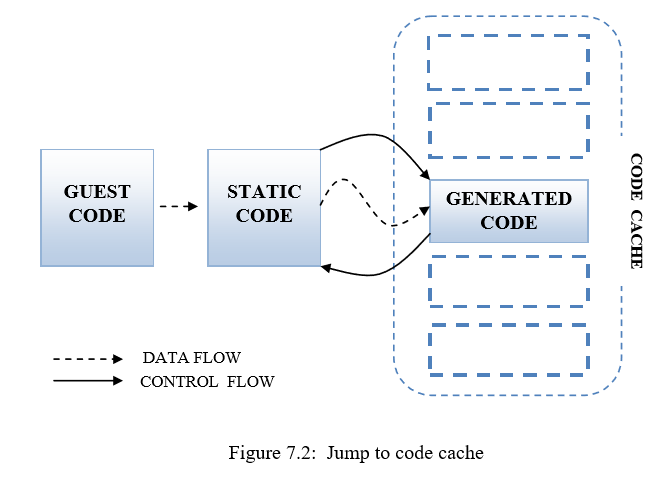 GUEST
CODE
STATIC
CODE
GENERATED
CODE
CODE CACHE
DATA FLOW
CONTROL FLOW
Figure 7.2: Jump to code cache